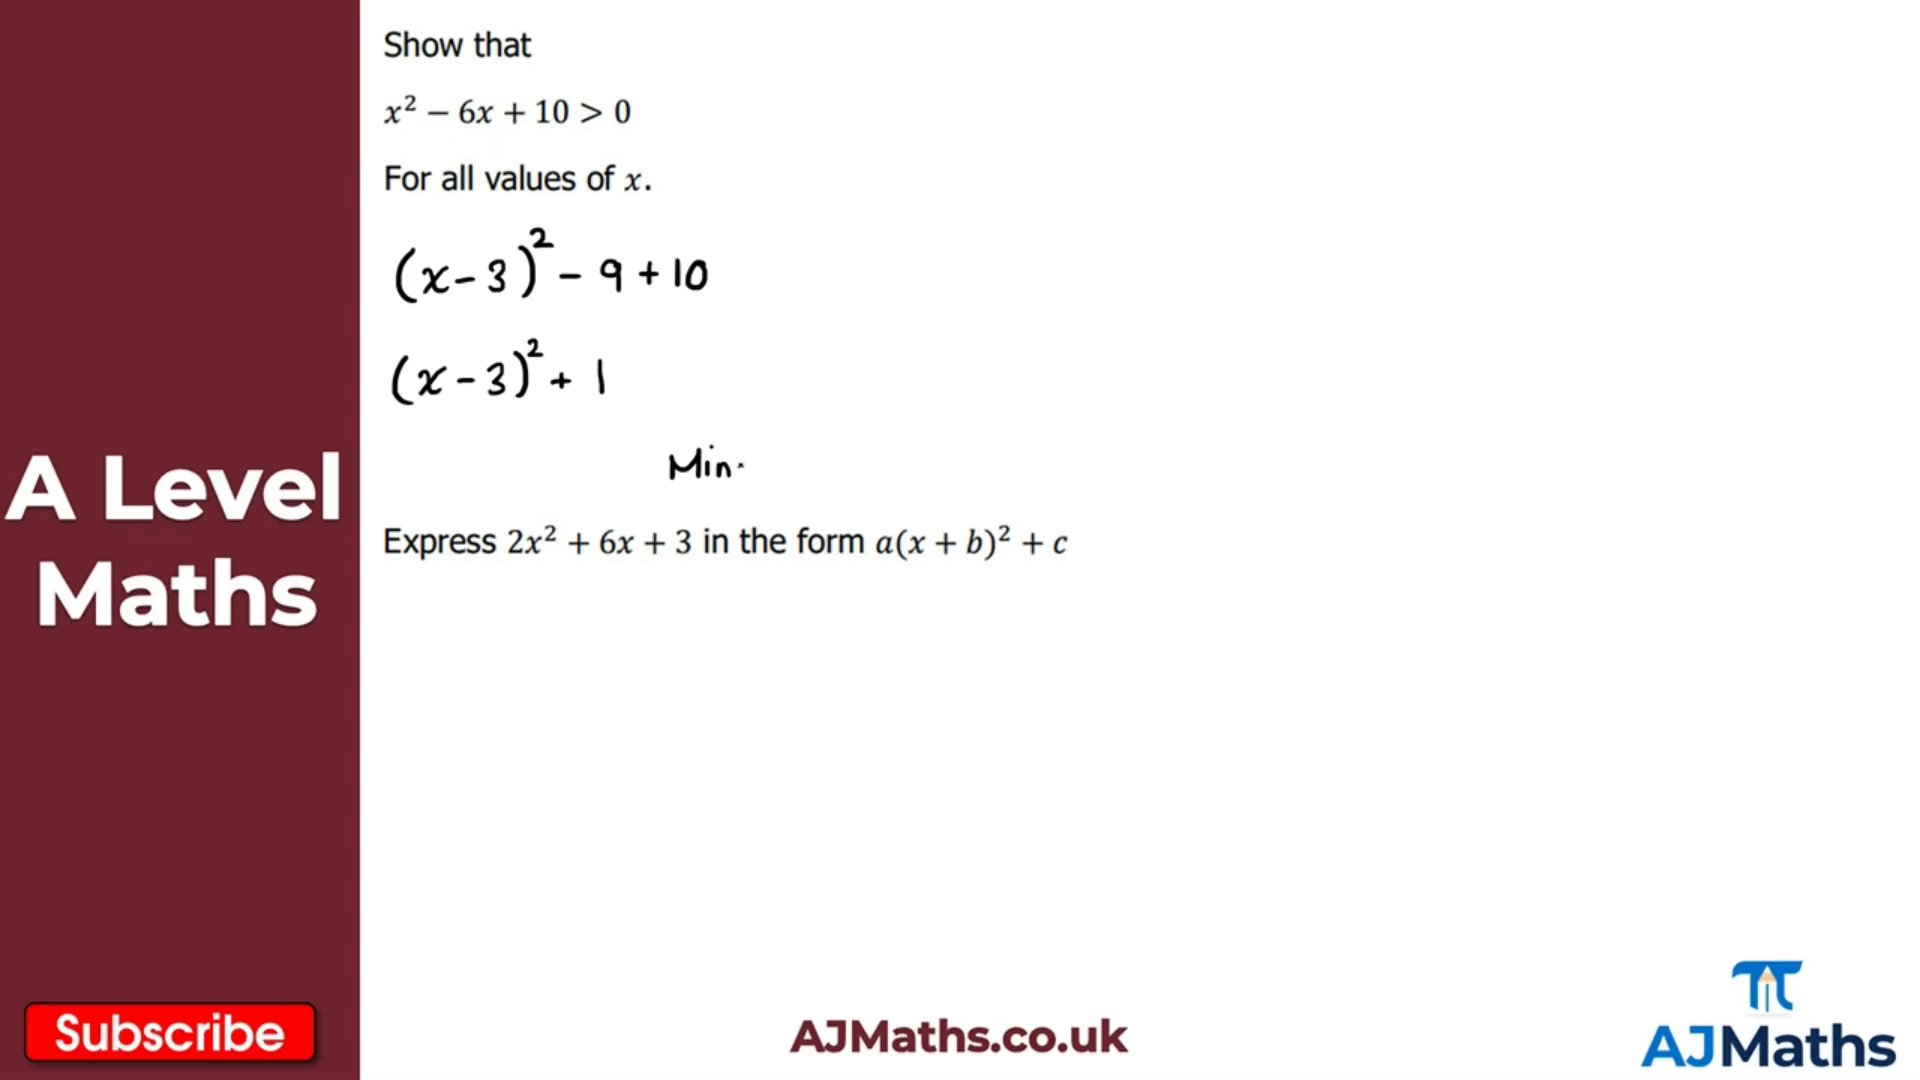 A Level
Maths
Subscribe
Show that
x² − 6x + 10 > 0
For all values of x.
(x − 3)² − 9 + 10
(x − 3)² + 1
Min.
Express 2x² + 6x + 3 in the form a(x + b)² + c
AJMaths.co.uk
AJMaths